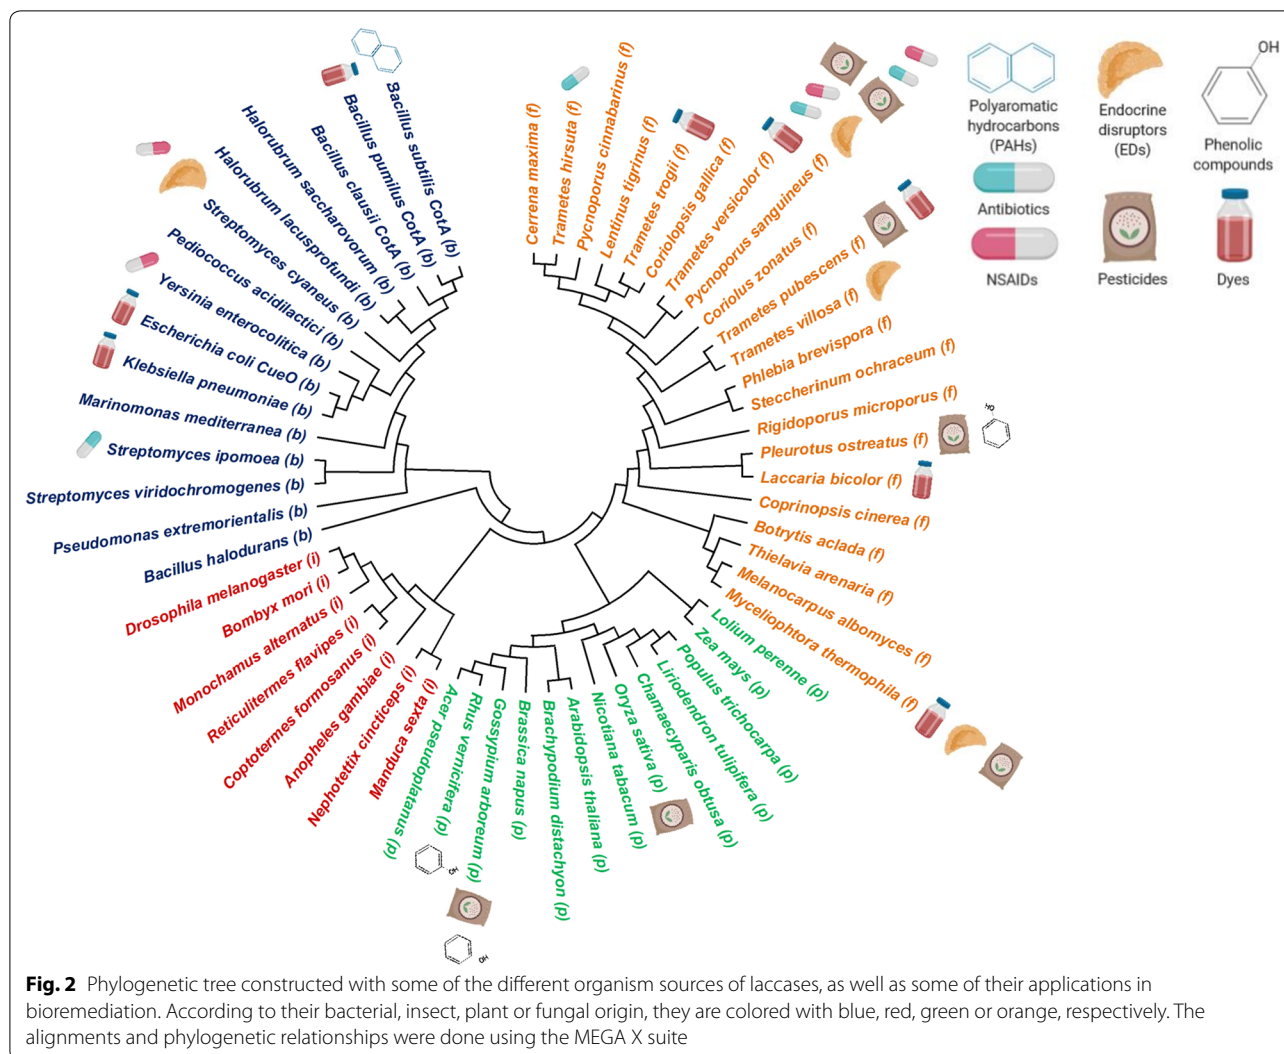 Bacillus subtilis CotA (b)
Bacillus pumilus CotA (b)
Bacillus clausii CotA (b)
Halorubrum saccharovorum (b)
Halorubrum lacusprofundi (b)
Streptomyces cyaneus (b)
Pediococcus acidilactici (b)
Yersinia enterocolitica (b)
Escherichia coli CueO (b)
Klebsiella pneumoniae (b)
Marinomonas mediterranea (b)
Streptomyces ipomoea (b)
Streptomyces viridochromogenes (b)
Pseudomonas extremorientalis (b)
Bacillus halodurans (b)
Drosophila melanogaster (i)
Bombyx mori (i)
Monochamus alternatus (i)
Reticulitermes flavipes (i)
Coptotermes formosanus (i)
Anopheles gambiae (i)
Nephotettix cincticeps (i)
Manduca sexta (i)
Acer pseudoplatanus (p)
Rhus vernicifera (p)
Gossypium arboreum (p)
Brassica napus (p)
Brachypodium distachyon (p)
Arabidopsis thaliana (p)
Nicotiana tabacum (p)
Oryza sativa (p)
Chamaecyparis obtusa (p)
Liriodendron tulipifera (p)
Populus trichocarpa (p)
Zea mays (p)
Lolium perenne (p)
Myceliophtora thermophila (f)
Melanocarpus albomyces (f)
Thielavia arenaria (f)
Botrytis aclada (f)
Coprinopsis cinerea (f)
Laccaria bicolor (f)
Pleurotus ostreatus (f)
Rigidoporus microporus (f)
Steccherinum ochraceum (f)
Phlebia brevispora (f)
Trametes villosa (f)
Trametes pubescens (f)
Coriolus zonatus (f)
Pycnoporus sanguineus (f)
Trametes versicolor (f)
Coriolopsis gallica (f)
Trametes trogii (f)
Lentinus tigrinus (f)
Pycnoporus cinnabarinus (f)
Trametes hirsuta (f)
Cerrena maxima (f)
OH
OH
OH
OH
Polyaromatic
hydrocarbons
(PAHs)
Endocrine
disruptors
(EDs)
Phenolic
compounds
Antibiotics
NSAIDs
Pesticides
Dyes
Fig. 2 Phylogenetic tree constructed with some of the different organism sources of laccases, as well as some of their applications in
bioremediation. According to their bacterial, insect, plant or fungal origin, they are colored with blue, red, green or orange, respectively. The
alignments and phylogenetic relationships were done using the MEGA X suite